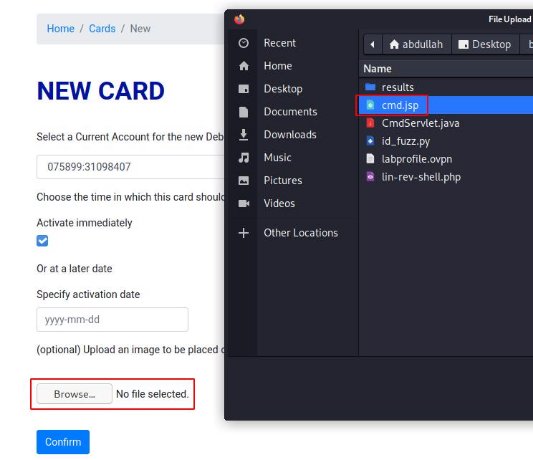 Home / Cards / New
NEW CARD
Select a Current Account for the new Deb
075899:31098407
Choose the time in which this card shoul
Activate immediately
Or at a later date
Specify activation date
yyyy-mm-dd
(optional) Upload an image to be placed o
Browse... No file selected.
Confirm
File Upload
Recent
Home
Desktop
Documents
Downloads
Music
Pictures
Videos
Other Locations
abdullah Desktop b
Name
results
cmd.jsp
CmdServlet.java
id_fuzz.py
labprofile.ovpn
lin-rev-shell.php